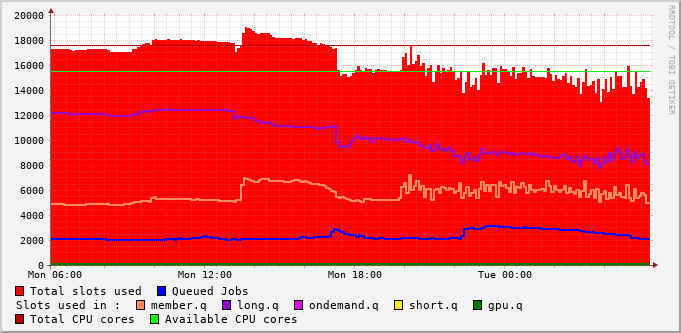 RRDTOOL / TOBI OETIKER
20000
18000
16000
14000
12000
10000
8000
6000
4000
2000
0
Mon 06:00 Mon 12:00 Mon 18:00 Tue 00:00
Total slots used Queued Jobs
Slots used in : member.q long.q ondemand.q short.q gpu.q
Total CPU cores Available CPU cores